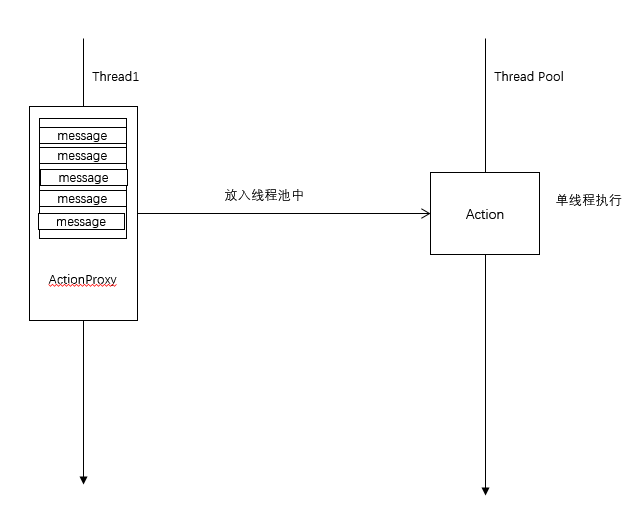 Thread1
Thread Pool
message
message
message
message
message
放入线程池中
Action
单线程执行
ActionProxy